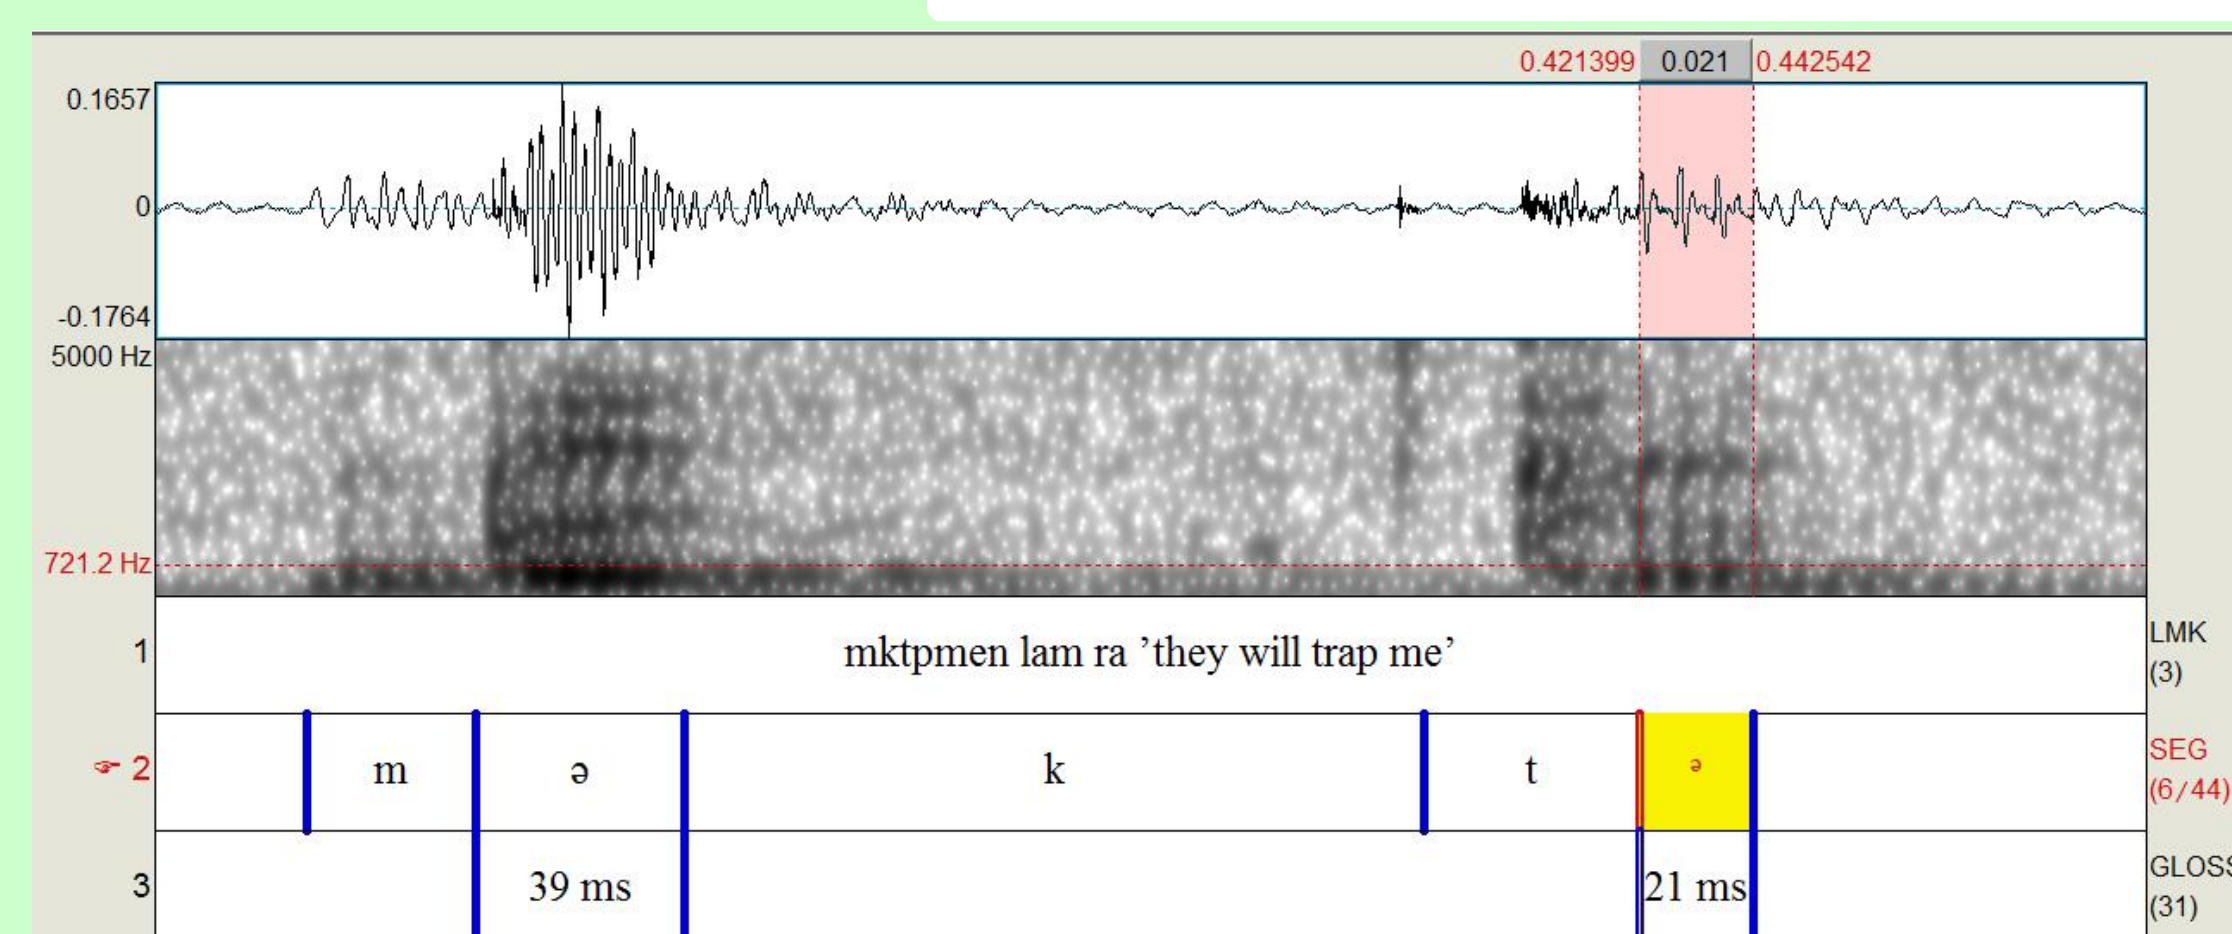 0.421399 0.021 0.442542
0.1657
0
-0.1764
5000 Hz
721.2 Hz
1 mktpmen lam ra ’they will trap me’ LMK (3)
☞ 2 m ə k t ᵊ SEG (6/44)
3 39 ms 21 ms GLOSS (31)